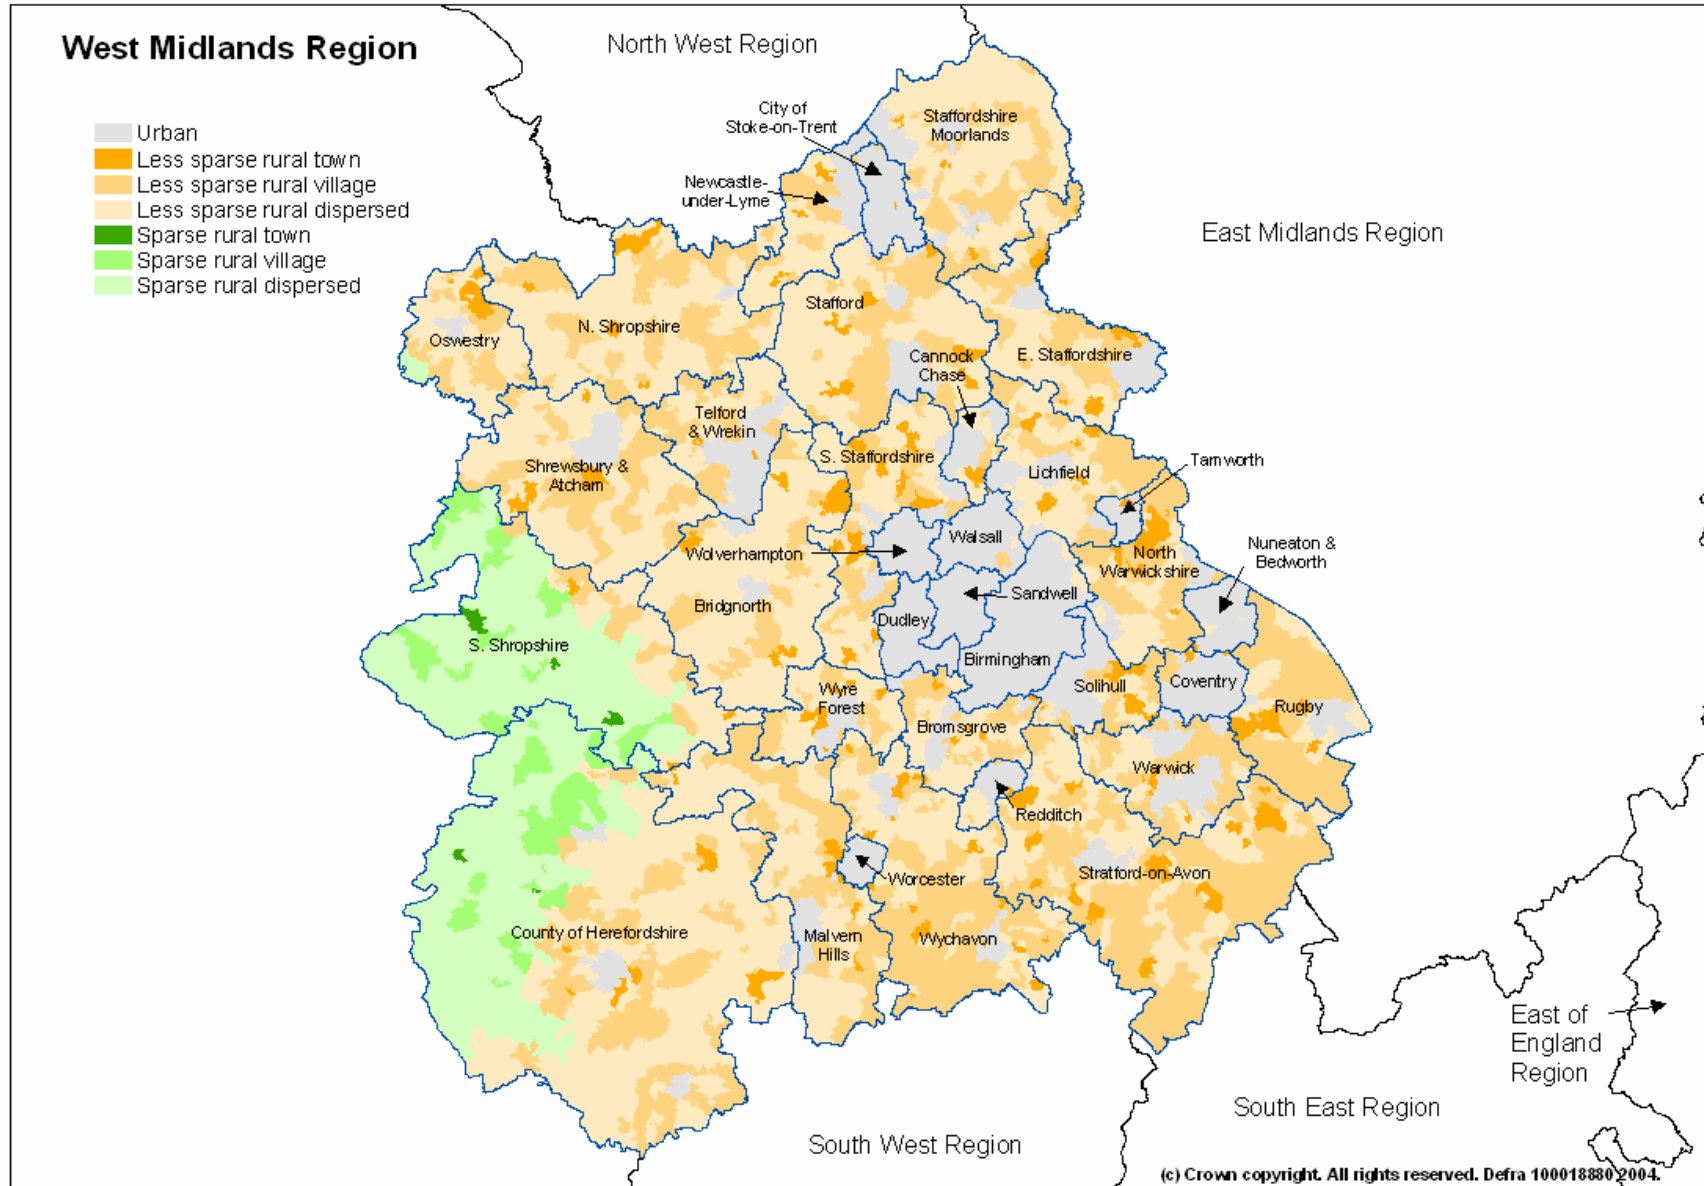 West Midlands Region
North West Region
Urban
Less sparse rural town
Less sparse rural village
Less sparse rural dispersed
Sparse rural town
Sparse rural village
Sparse rural dispersed
City of
Stoke-on-Trent
Staffordshire
Moorlands
Newcastle-
under-Lyme
East Midlands Region
Stafford
N. Shropshire
Oswestry
Cannock
Chase
E. Staffordshire
Telford
& Wrekin
S. Staffordshire
Shrewsbury &
Atcham
Lichfield
Tamworth
Walsall
Wolverhampton
North
Warwickshire
Nuneaton &
Bedworth
Sandwell
Bridgnorth
Dudley
S. Shropshire
Birmingham
Solihull
Coventry
Wyre
Forest
Rugby
Bromsgrove
Warwick
Redditch
Worcester
Stratford-on-Avon
County of Herefordshire
Malvern
Hills
Wychavon
East of
England
Region
South East Region
South West Region
(c) Crown copyright. All rights reserved. Defra 100018880,2004.